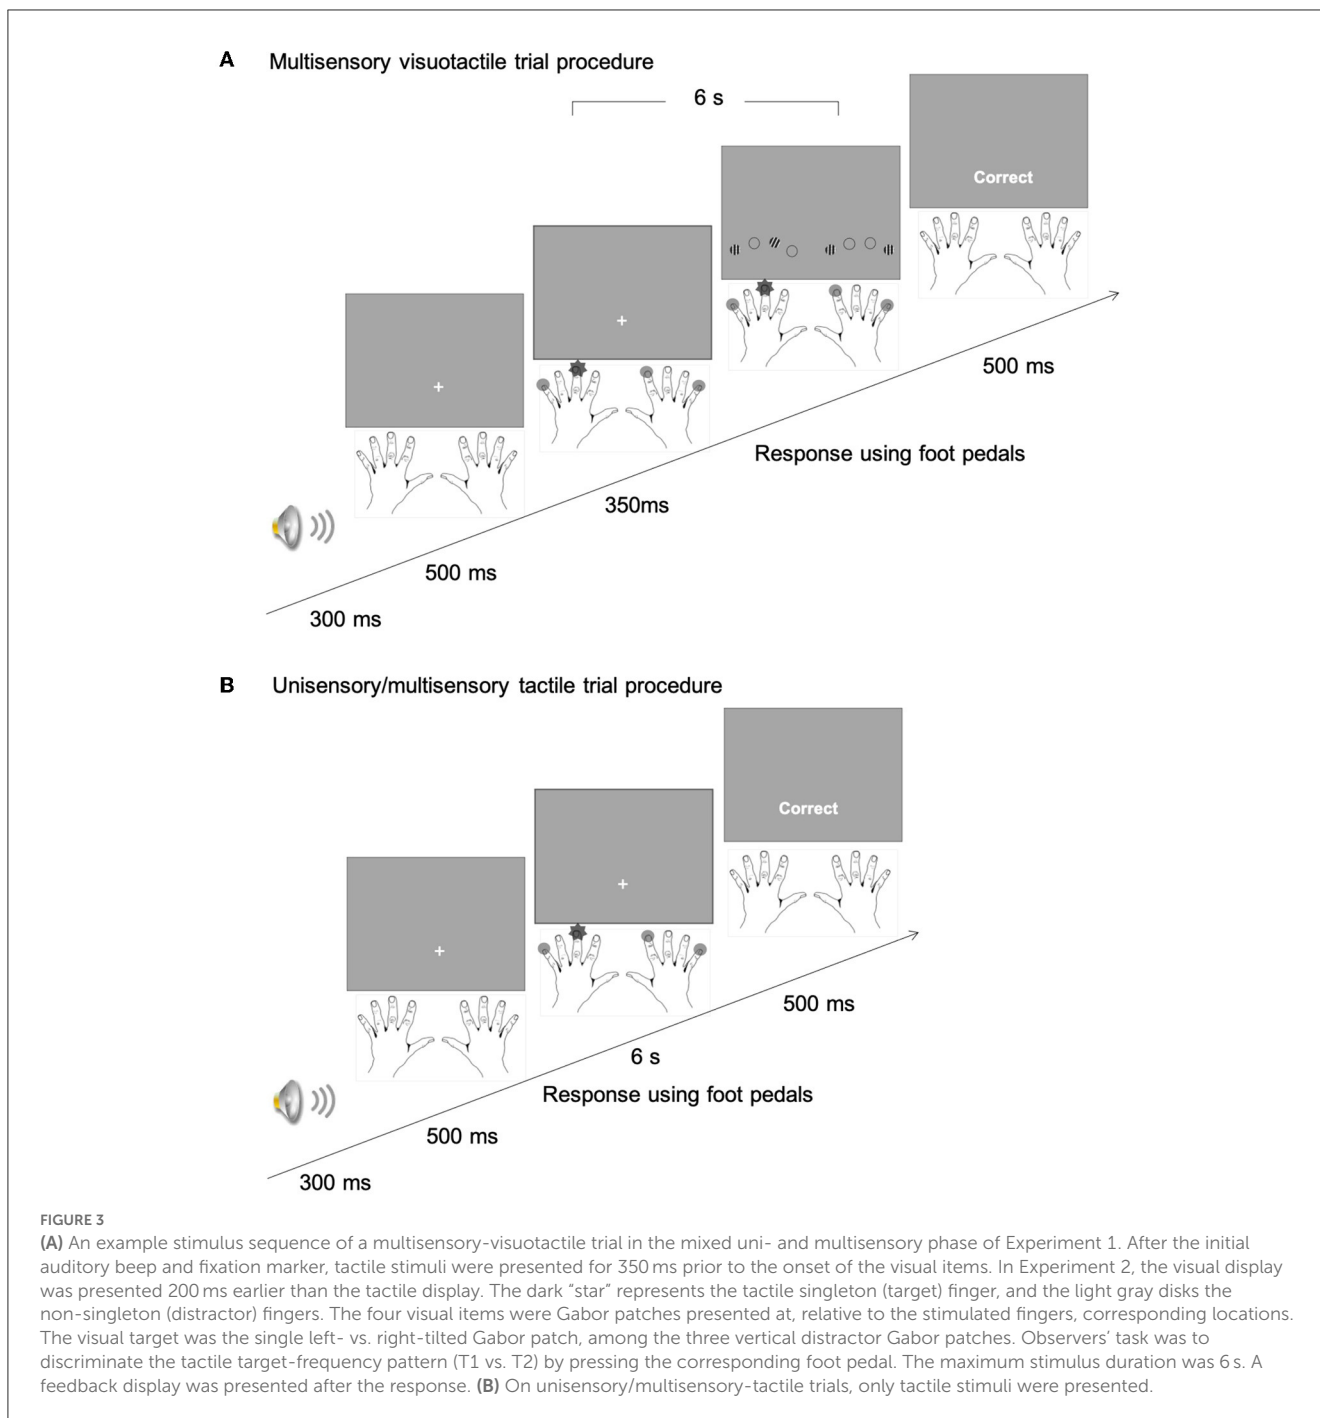 A Multisensory visuotactile trial procedure
6 s
Correct
500 ms
Response using foot pedals
350ms
500 ms
300 ms
B Unisensory/multisensory tactile trial procedure
Correct
500 ms
6 s
Response using foot pedals
500 ms
300 ms
FIGURE 3
(A) An example stimulus sequence of a multisensory-visuotactile trial in the mixed uni- and multisensory phase of Experiment 1. After the initial
auditory beep and fixation marker, tactile stimuli were presented for 350 ms prior to the onset of the visual items. In Experiment 2, the visual display
was presented 200 ms earlier than the tactile display. The dark “star” represents the tactile singleton (target) finger, and the light gray disks the
non-singleton (distractor) fingers. The four visual items were Gabor patches presented at, relative to the stimulated fingers, corresponding locations.
The visual target was the single left- vs. right-tilted Gabor patch, among the three vertical distractor Gabor patches. Observers’ task was to
discriminate the tactile target-frequency pattern (T1 vs. T2) by pressing the corresponding foot pedal. The maximum stimulus duration was 6 s. A
feedback display was presented after the response. (B) On unisensory/multisensory-tactile trials, only tactile stimuli were presented.